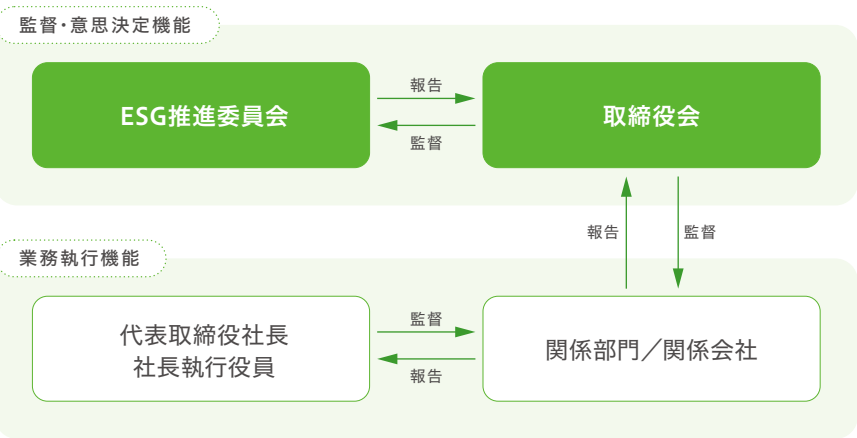 監督・意思決定機能
ESG推進委員会
報告
監督
取締役会
報告
監督
業務執行機能
代表取締役社長
社長執行役員
監督
報告
関係部門／関係会社